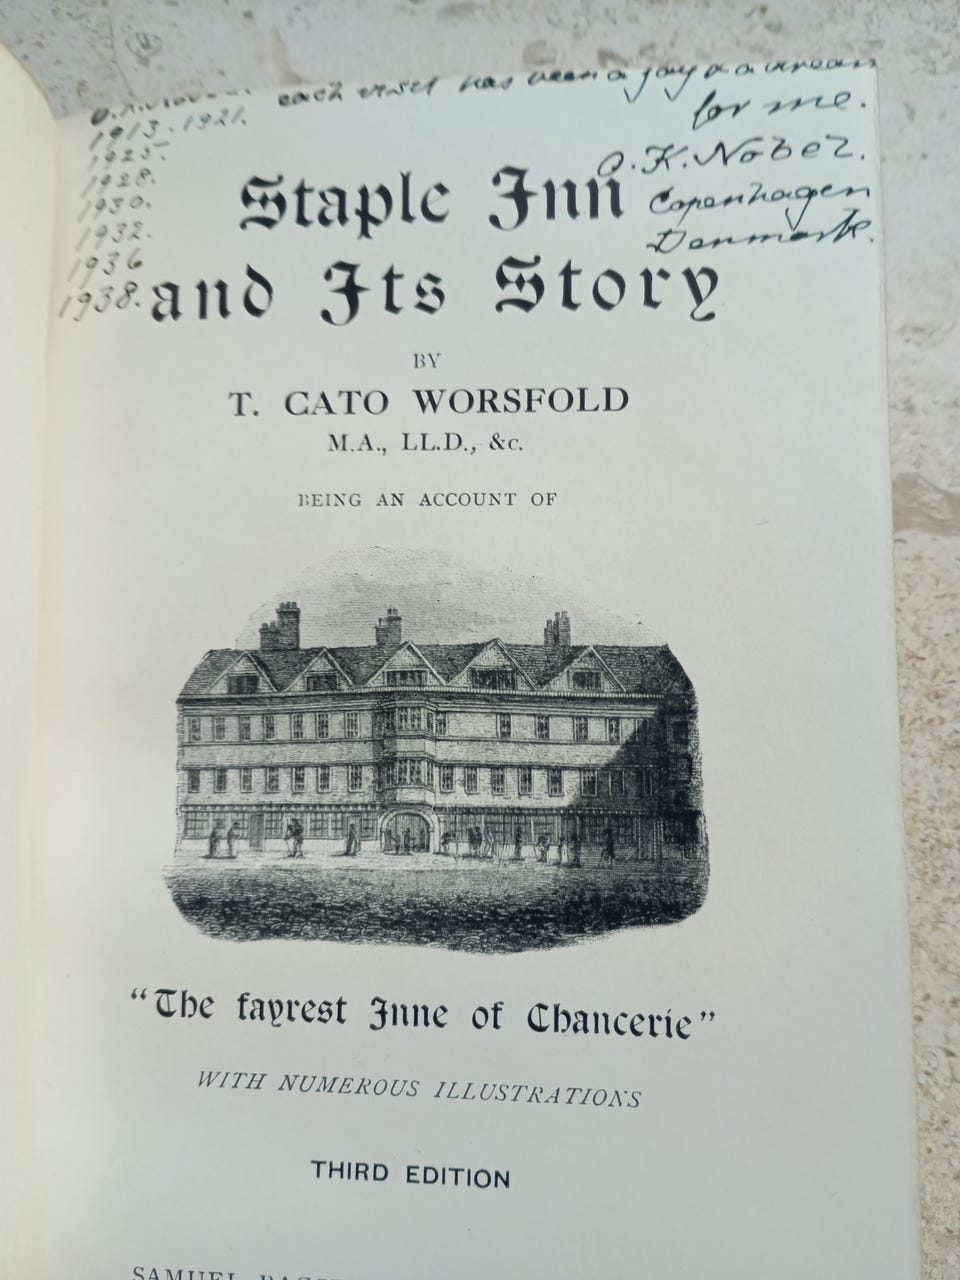 each visit has been a joy & a dream
for me.
O. K. Nobel.
Copenhagen
Denmark.
1913. 1921.
1925.
1928.
1930.
1932.
1936
1938.
Staple Inn
and Its Story
BY
T. CATO WORSFOLD
M.A., LL.D., &c.
BEING AN ACCOUNT OF
“The fayrest Inne of Chancerie”
WITH NUMEROUS ILLUSTRATIONS
THIRD EDITION
SAMUEL